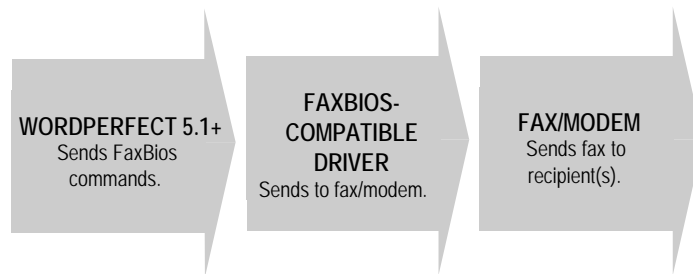 WORDPERFECT 5.1+
Sends FaxBios
commands.
FAXBIOS-
COMPATIBLE
DRIVER
Sends to fax/modem.
FAX/MODEM
Sends fax to
recipient(s).